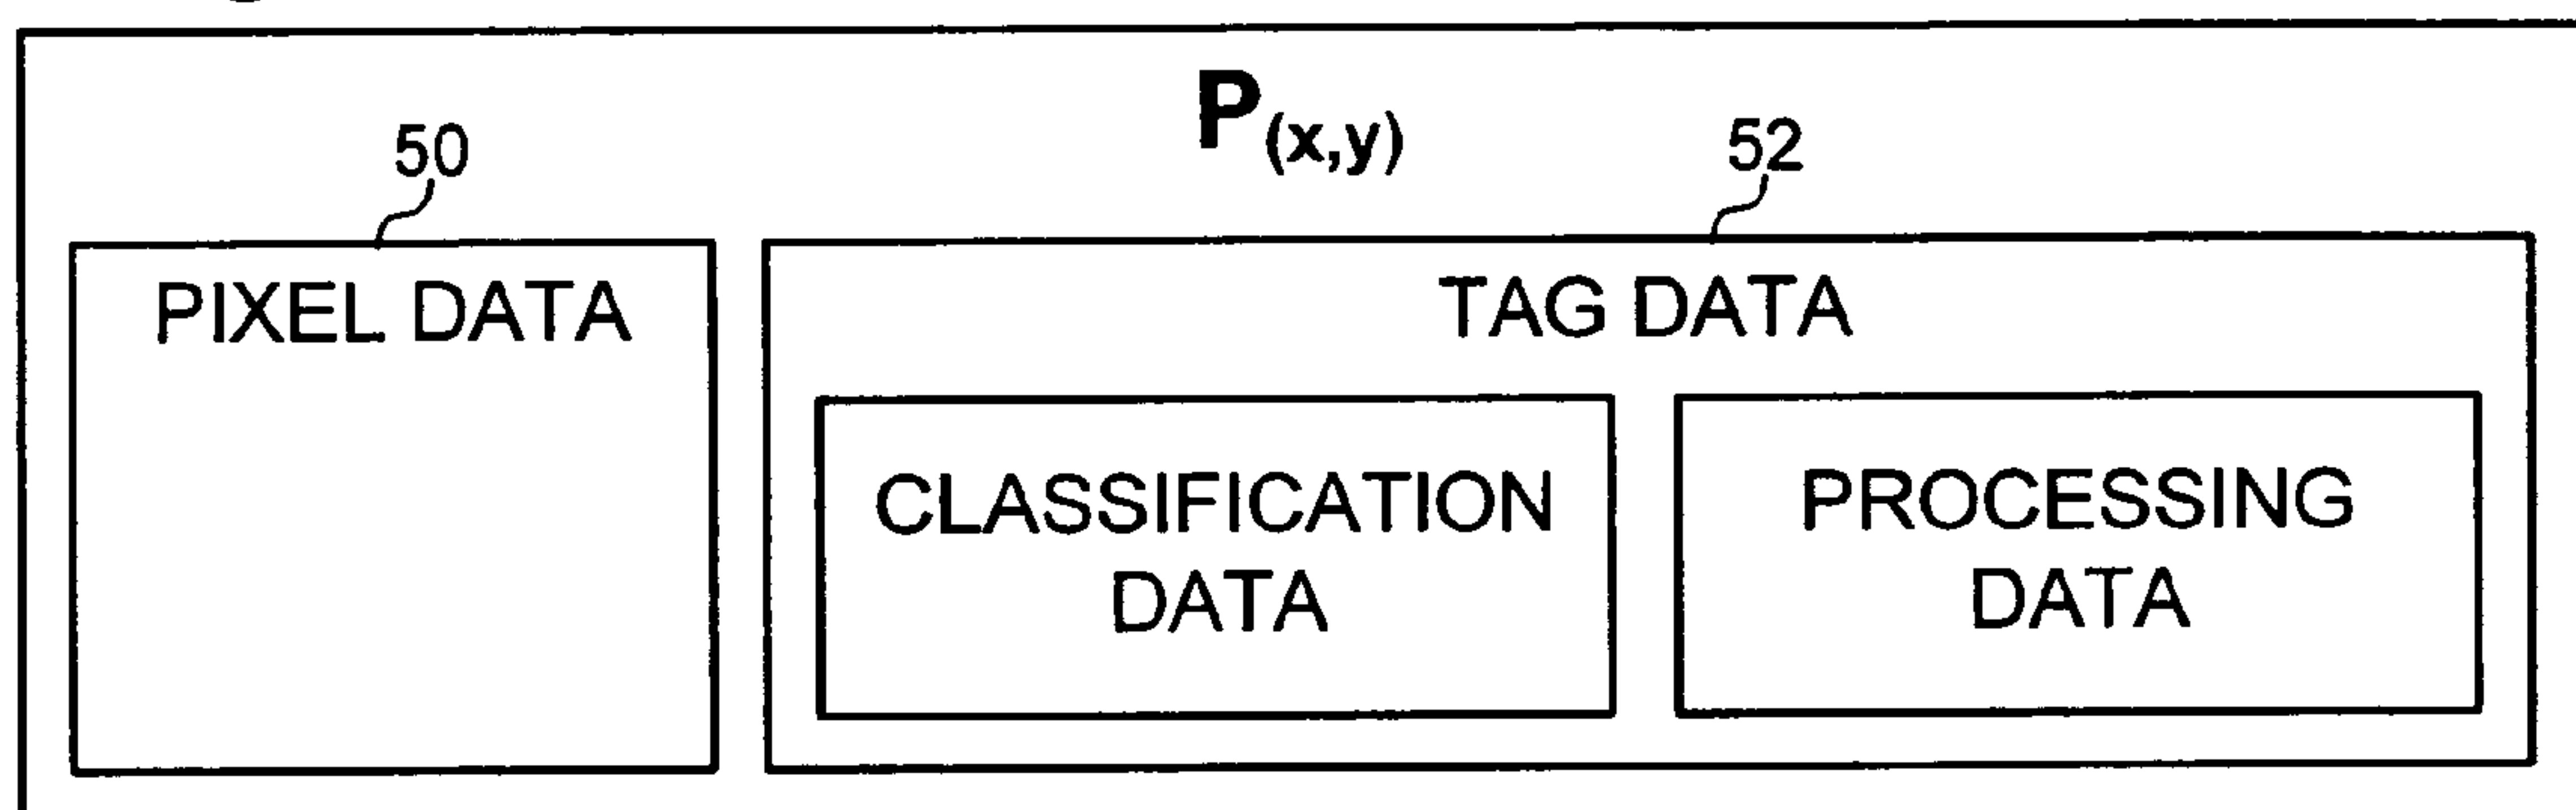 P(x,y)
50
52
PIXEL DATA
TAG DATA
CLASSIFICATION
DATA
PROCESSING
DATA